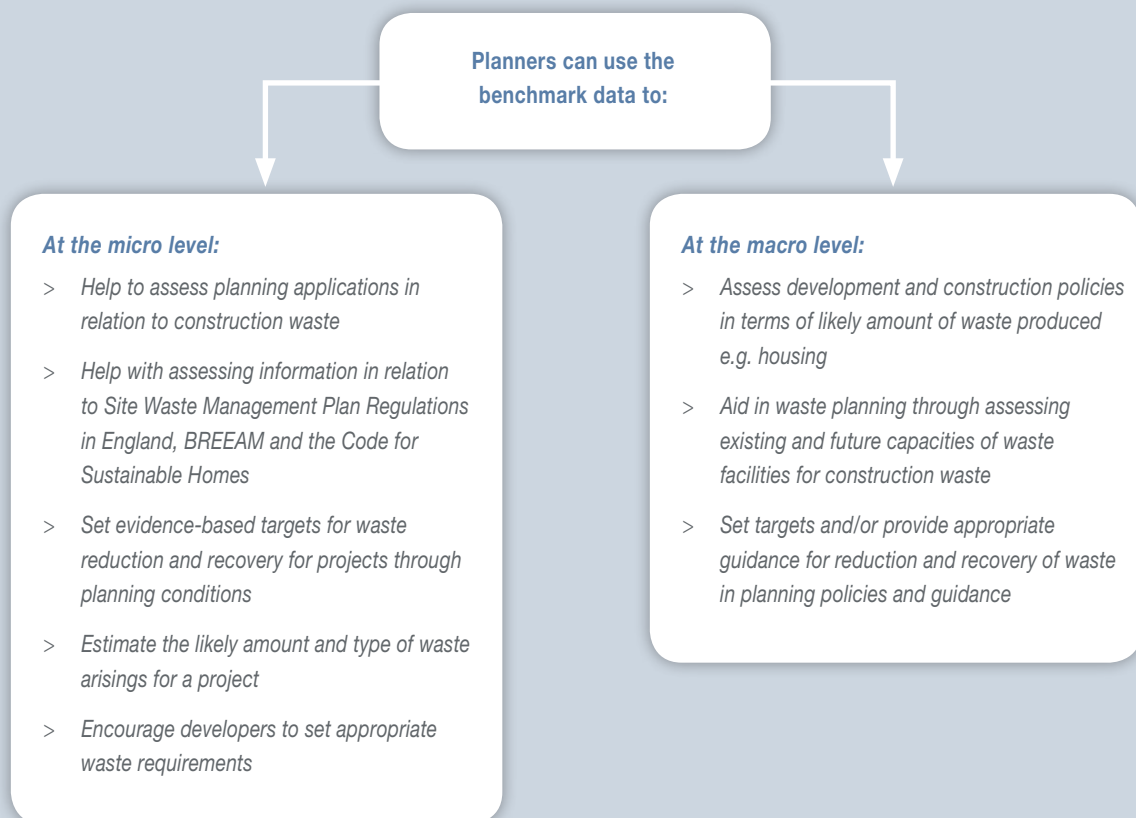 Planners can use the
benchmark data to:
At the micro level:
> Help to assess planning applications in
relation to construction waste
> Help with assessing information in relation
to Site Waste Management Plan Regulations
in England, BREEAM and the Code for
Sustainable Homes
> Set evidence-based targets for waste
reduction and recovery for projects through
planning conditions
> Estimate the likely amount and type of waste
arisings for a project
> Encourage developers to set appropriate
waste requirements
At the macro level:
> Assess development and construction policies
in terms of likely amount of waste produced
e.g. housing
> Aid in waste planning through assessing
existing and future capacities of waste
facilities for construction waste
> Set targets and/or provide appropriate
guidance for reduction and recovery of waste
in planning policies and guidance